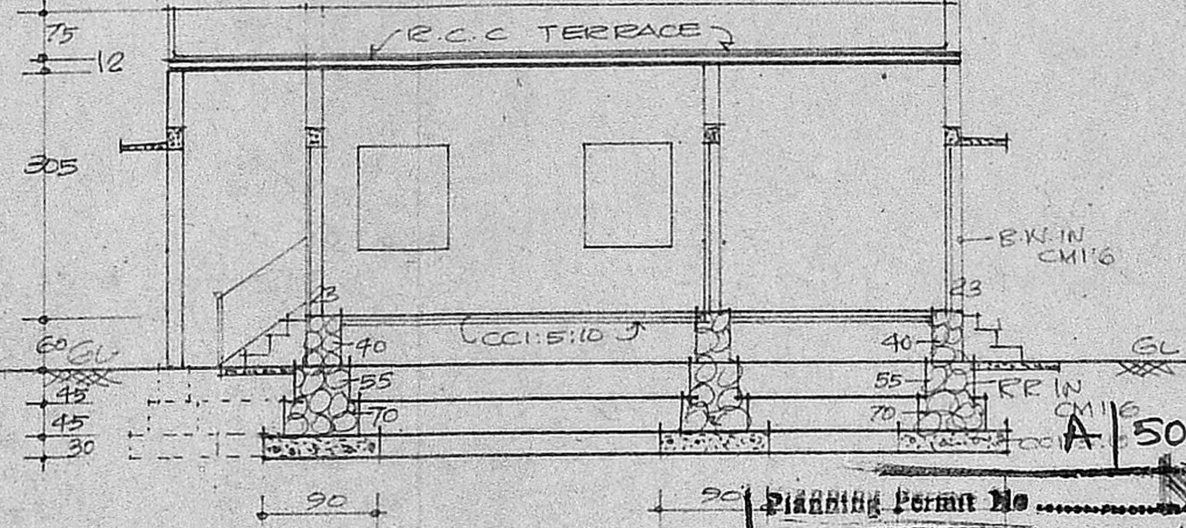 75
R.C.C TERRACE
12
305
B.W. IN
CM1:6
23
23
CC1:5:10
60
GL
40
40
GL
45
55
55
RR IN
CM1:6
45
70
70
30
A 50
90
90
Planning Permit No